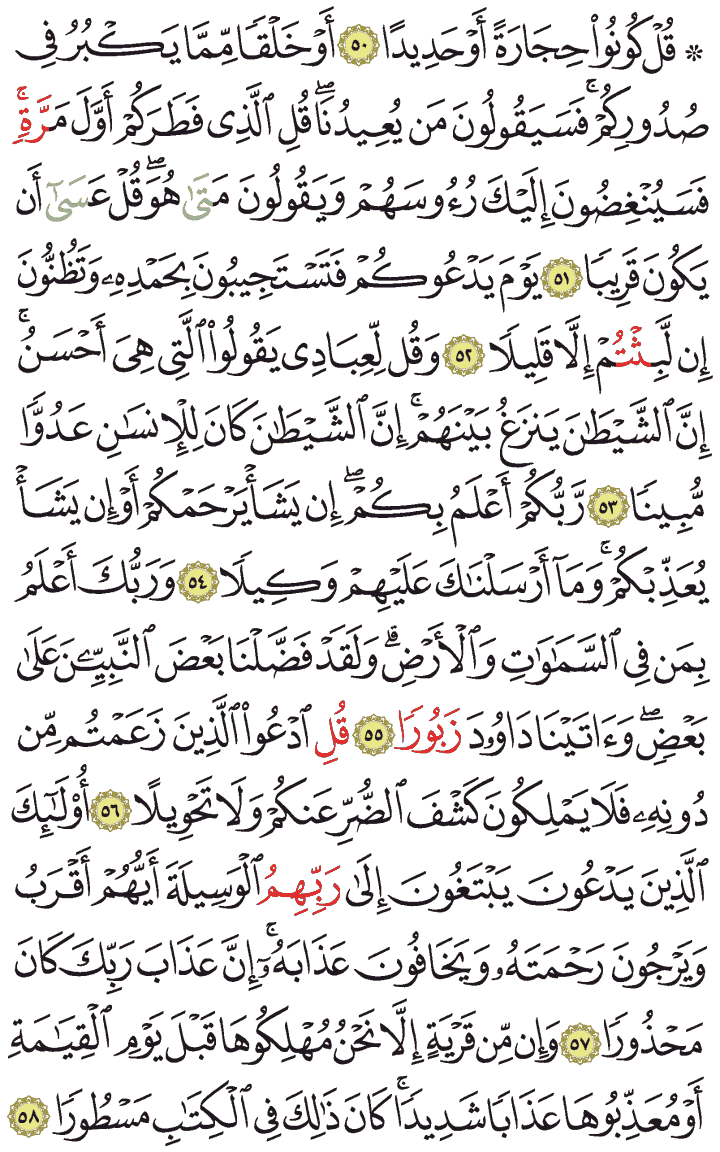 ۞ قُلۡ كُونُواْ حِجَارَةً أَوۡ حَدِيدًا ٥٠ أَوۡ خَلۡقٗا مِّمَّا يَكۡبُرُ فِي
صُدُورِكُمۡۚ فَسَيَقُولُونَ مَن يُعِيدُنَاۖ قُلِ ٱلَّذِي فَطَرَكُمۡ أَوَّلَ مَرَّةٖۚ
فَسَيُنۡغِضُونَ إِلَيۡكَ رُءُوسَهُمۡ وَيَقُولُونَ مَتَىٰ هُوَۖ قُلۡ عَسَىٰٓ أَن
يَكُونَ قَرِيبٗا ٥١ يَوۡمَ يَدۡعُوكُمۡ فَتَسۡتَجِيبُونَ بِحَمۡدِهِۦ وَتَظُنُّونَ
إِن لَّبِثۡتُمۡ إِلَّا قَلِيلٗا ٥٢ وَقُل لِّعِبَادِي يَقُولُواْ ٱلَّتِي هِيَ أَحۡسَنُۚ
إِنَّ ٱلشَّيۡطَٰنَ يَنزَغُ بَيۡنَهُمۡۚ إِنَّ ٱلشَّيۡطَٰنَ كَانَ لِلۡإِنسَٰنِ عَدُوّٗا
مُّبِينٗا ٥٣ رَّبُّكُمۡ أَعۡلَمُ بِكُمۡۖ إِن يَشَأۡ يَرۡحَمۡكُمۡ أَوۡ إِن يَشَأۡ
يُعَذِّبۡكُمۡۚ وَمَآ أَرۡسَلۡنَٰكَ عَلَيۡهِمۡ وَكِيلٗا ٥٤ وَرَبُّكَ أَعۡلَمُ
بِمَن فِي ٱلسَّمَٰوَٰتِ وَٱلۡأَرۡضِۗ وَلَقَدۡ فَضَّلۡنَا بَعۡضَ ٱلنَّبِيِّـۧنَ عَلَىٰ
بَعۡضٖۖ وَءَاتَيۡنَا دَاوُۥدَ زَبُورٗا ٥٥ قُلِ ٱدۡعُواْ ٱلَّذِينَ زَعَمۡتُم مِّن
دُونِهِۦ فَلَا يَمۡلِكُونَ كَشۡفَ ٱلضُّرِّ عَنكُمۡ وَلَا تَحۡوِيلًا ٥٦ أُوْلَٰٓئِكَ
ٱلَّذِينَ يَدۡعُونَ يَبۡتَغُونَ إِلَىٰ رَبِّهِمُ ٱلۡوَسِيلَةَ أَيُّهُمۡ أَقۡرَبُ
وَيَرۡجُونَ رَحۡمَتَهُۥ وَيَخَافُونَ عَذَابَهُۥٓۚ إِنَّ عَذَابَ رَبِّكَ كَانَ
مَحۡذُورٗا ٥٧ وَإِن مِّن قَرۡيَةٍ إِلَّا نَحۡنُ مُهۡلِكُوهَا قَبۡلَ يَوۡمِ ٱلۡقِيَٰمَةِ
أَوۡ مُعَذِّبُوهَا عَذَابٗا شَدِيدٗاۚ كَانَ ذَٰلِكَ فِي ٱلۡكِتَٰبِ مَسۡطُورٗا ٥٨